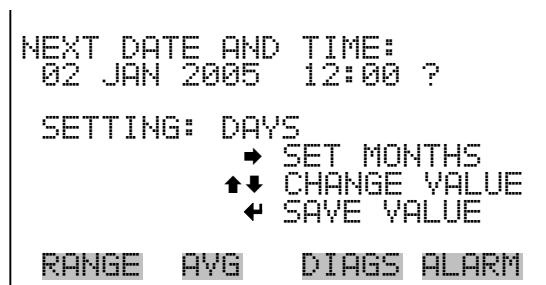 NEXT DATE AND TIME:
02 JAN 2005 12:00 ?
SETTING: DAYS
➡ SET MONTHS
⬆⬇ CHANGE VALUE
↵ SAVE VALUE
RANGE AVG DIAGS ALARM